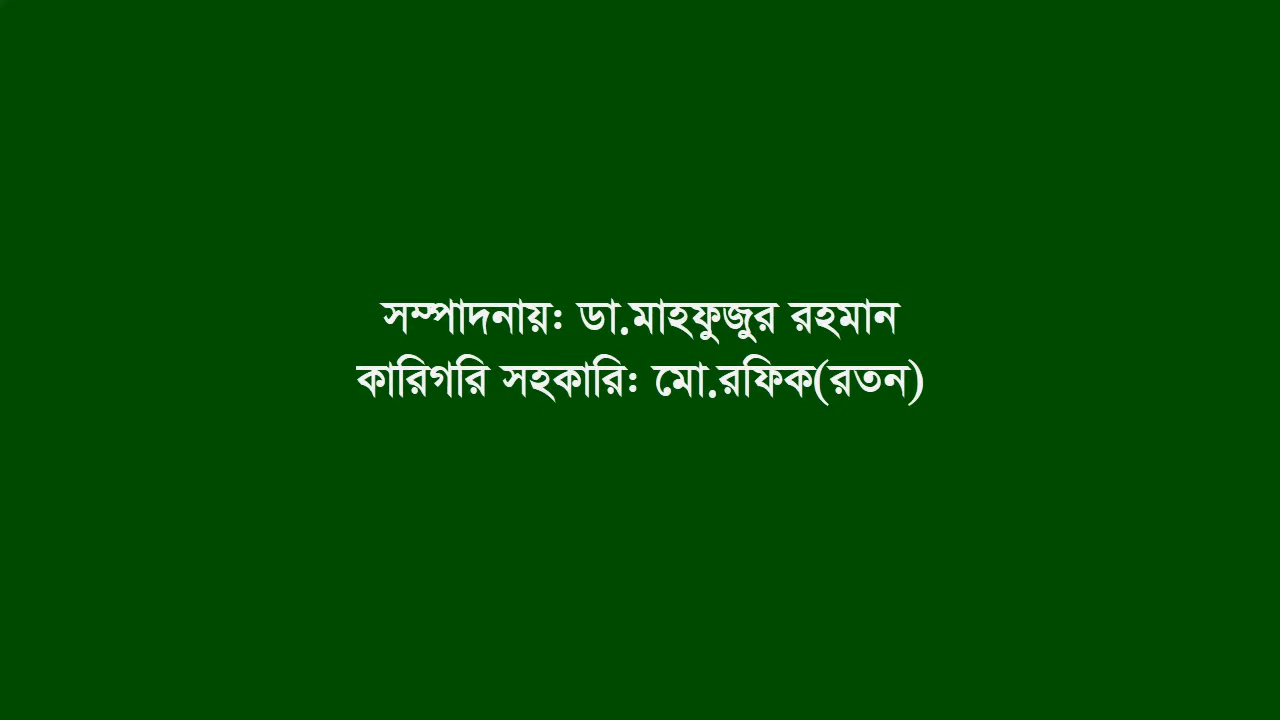 সম্পাদনায়: ডা.মাহফুজুর রহমান
কারিগরি সহকারি: মো.রফিক(রতন)